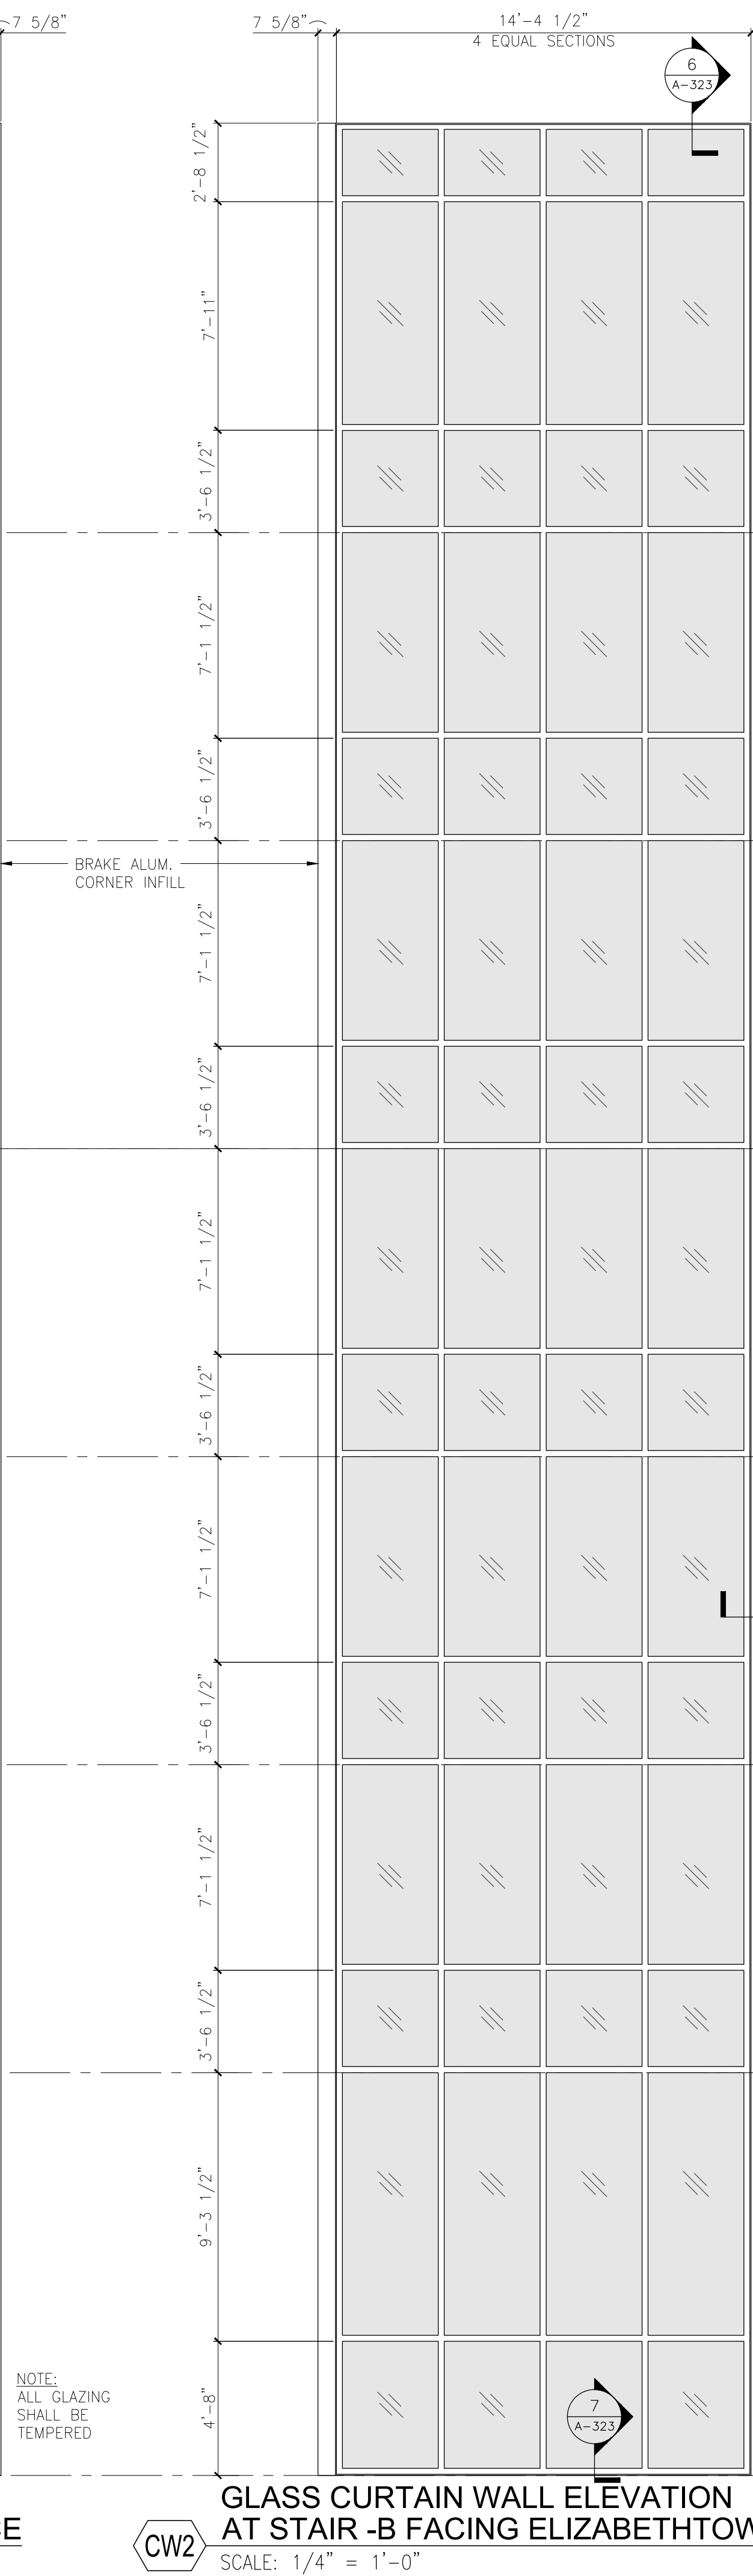 7 5/8"
7 5/8"
14'-4 1/2"
4 EQUAL SECTIONS
6
A-323
2'-8 1/2"
7'-11"
3'-6 1/2"
7'-1 1/2"
3'-6 1/2"
BRAKE ALUM.
CORNER INFILL
7'-1 1/2"
3'-6 1/2"
7'-1 1/2"
3'-6 1/2"
7'-1 1/2"
3'-6 1/2"
7'-1 1/2"
3'-6 1/2"
9'-3 1/2"
4'-8"
NOTE:
ALL GLAZING
SHALL BE
TEMPERED
7
A-323
GLASS CURTAIN WALL ELEVATION
AT STAIR -B FACING ELIZABETHTOW
CW2
SCALE: 1/4" = 1'-0"